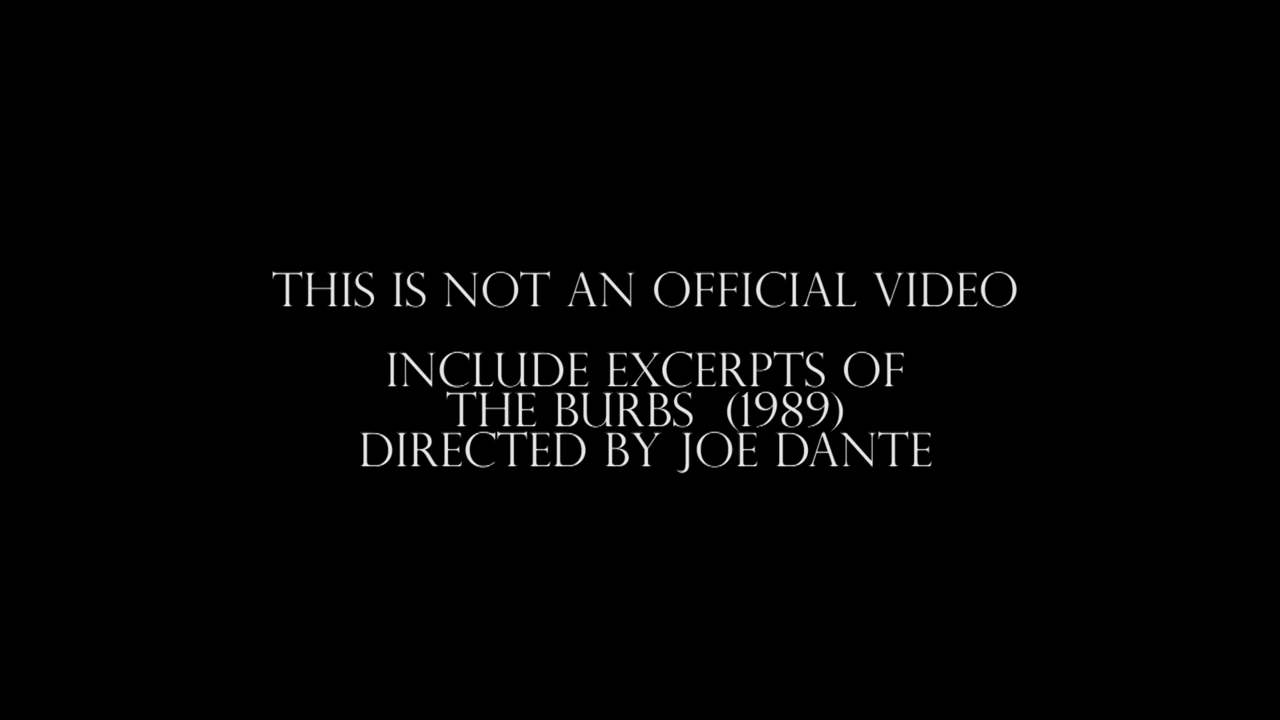 THIS IS NOT AN OFFICIAL VIDEO
INCLUDE EXCERPTS OF
THE BURBS (1989)
DIRECTED BY JOE DANTE